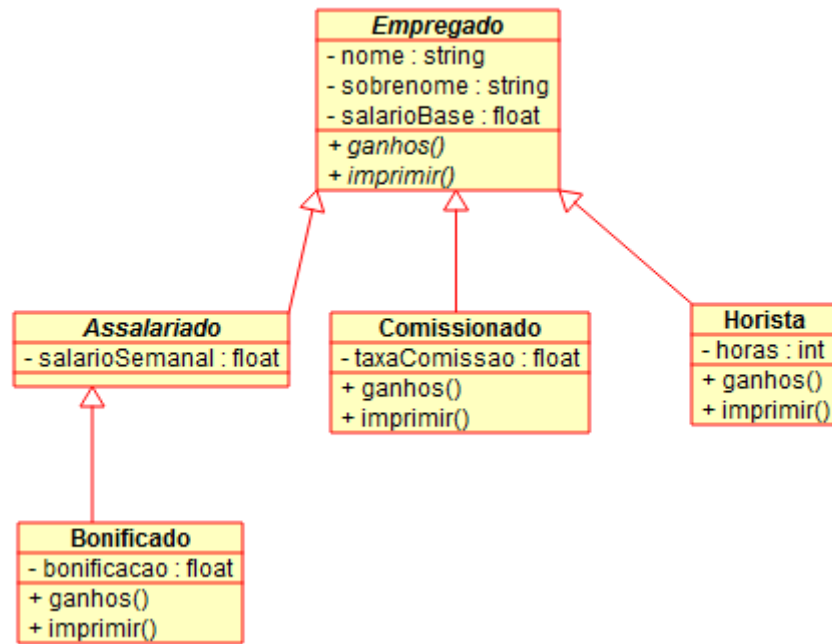 Empregado
- nome : string
- sobrenome : string
- salarioBase : float
+ ganhos()
+ imprimir()
Assalariado
- salarioSemanal : float
Comissionado
- taxaComissao : float
+ ganhos()
+ imprimir()
Horista
- horas : int
+ ganhos()
+ imprimir()
Bonificado
- bonificacao : float
+ ganhos()
+ imprimir()